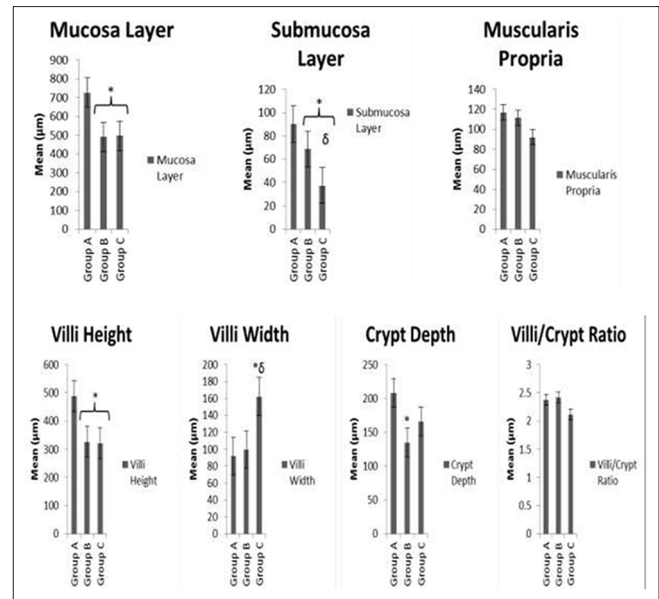 Mucosa Layer
Mean (µm)
900
800
700
600
500
400
300
200
100
0
*
Group A
Group B
Group C
Mucosa
Layer
Submucosa
Layer
Mean (µm)
120
100
80
60
40
20
0
*
δ
Group A
Group B
Group C
Submucosa
Layer
Muscularis
Propria
Mean (µm)
140
120
100
80
60
40
20
0
Group A
Group B
Group C
Muscularis
Propria
Villi Height
Mean (µm)
600
500
400
300
200
100
0
*
Group A
Group B
Group C
Villi
Height
Villi Width
Mean (µm)
200
180
160
140
120
100
80
60
40
20
0
*δ
Group A
Group B
Group C
Villi
Width
Crypt Depth
Mean (µm)
250
200
150
100
50
0
*
Group A
Group B
Group C
Crypt
Depth
Villi/Crypt Ratio
Mean (µm)
3
2.5
2
1.5
1
0.5
0
Group A
Group B
Group C
Villi/Crypt
Ratio